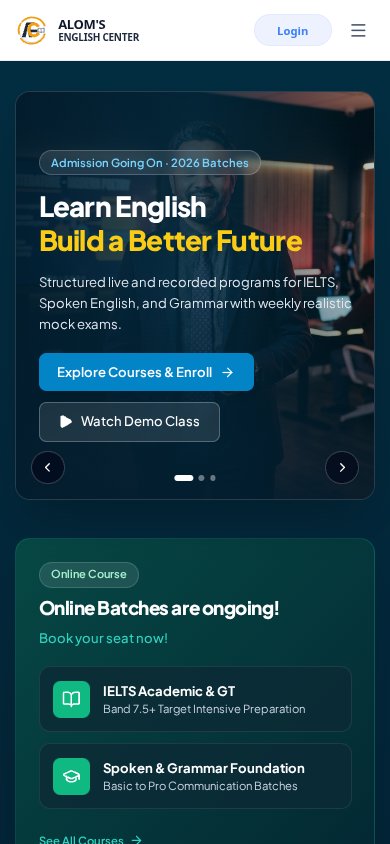 ALOM'S
ENGLISH CENTER
Login
Admission Going On · 2026 Batches
Learn English
Build a Better Future
Structured live and recorded programs for IELTS,
Spoken English, and Grammar with weekly realistic
mock exams.
Explore Courses & Enroll
Watch Demo Class
Online Course
Online Batches are ongoing!
Book your seat now!
IELTS Academic & GT
Band 7.5+ Target Intensive Preparation
Spoken & Grammar Foundation
Basic to Pro Communication Batches
See All Courses